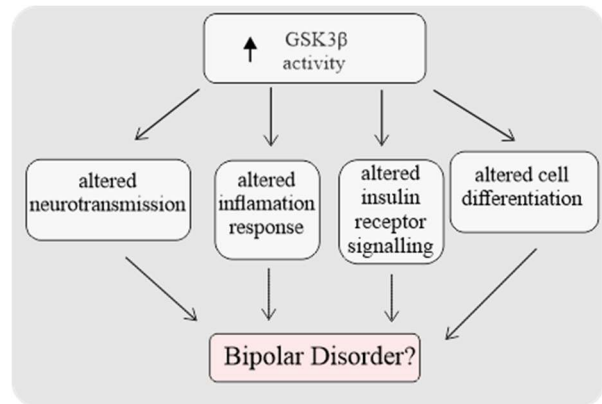 GSK3β
activity
altered
neurotransmission
altered
inflamation
response
altered
insulin
receptor
signalling
altered cell
differentiation
Bipolar Disorder?